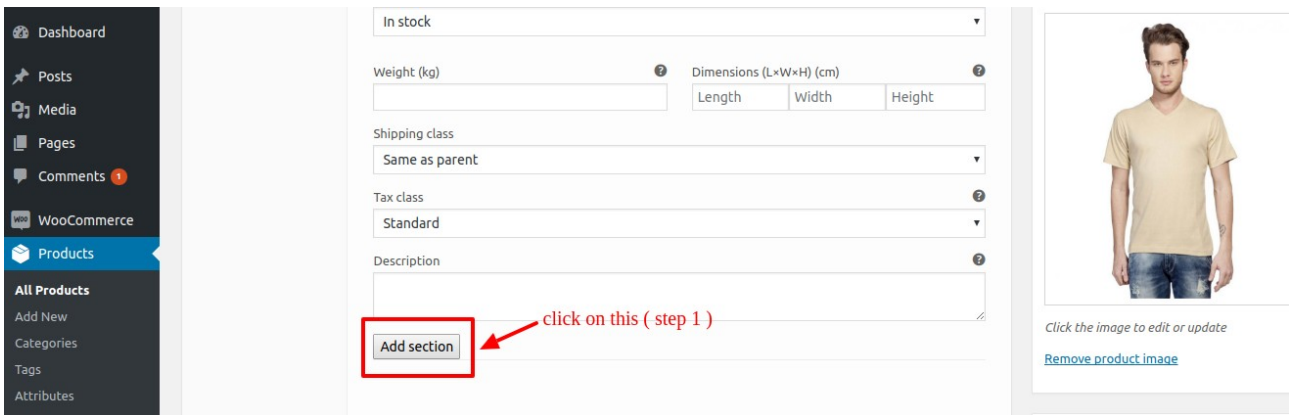 Dashboard
Posts
Media
Pages
Comments 1
WooCommerce
Products
All Products
Add New
Categories
Tags
Attributes
In stock
Weight (kg)
Dimensions (L×W×H) (cm)
Length Width Height
Shipping class
Same as parent
Tax class
Standard
Description
click on this ( step 1 )
Add section
Click the image to edit or update
Remove product image